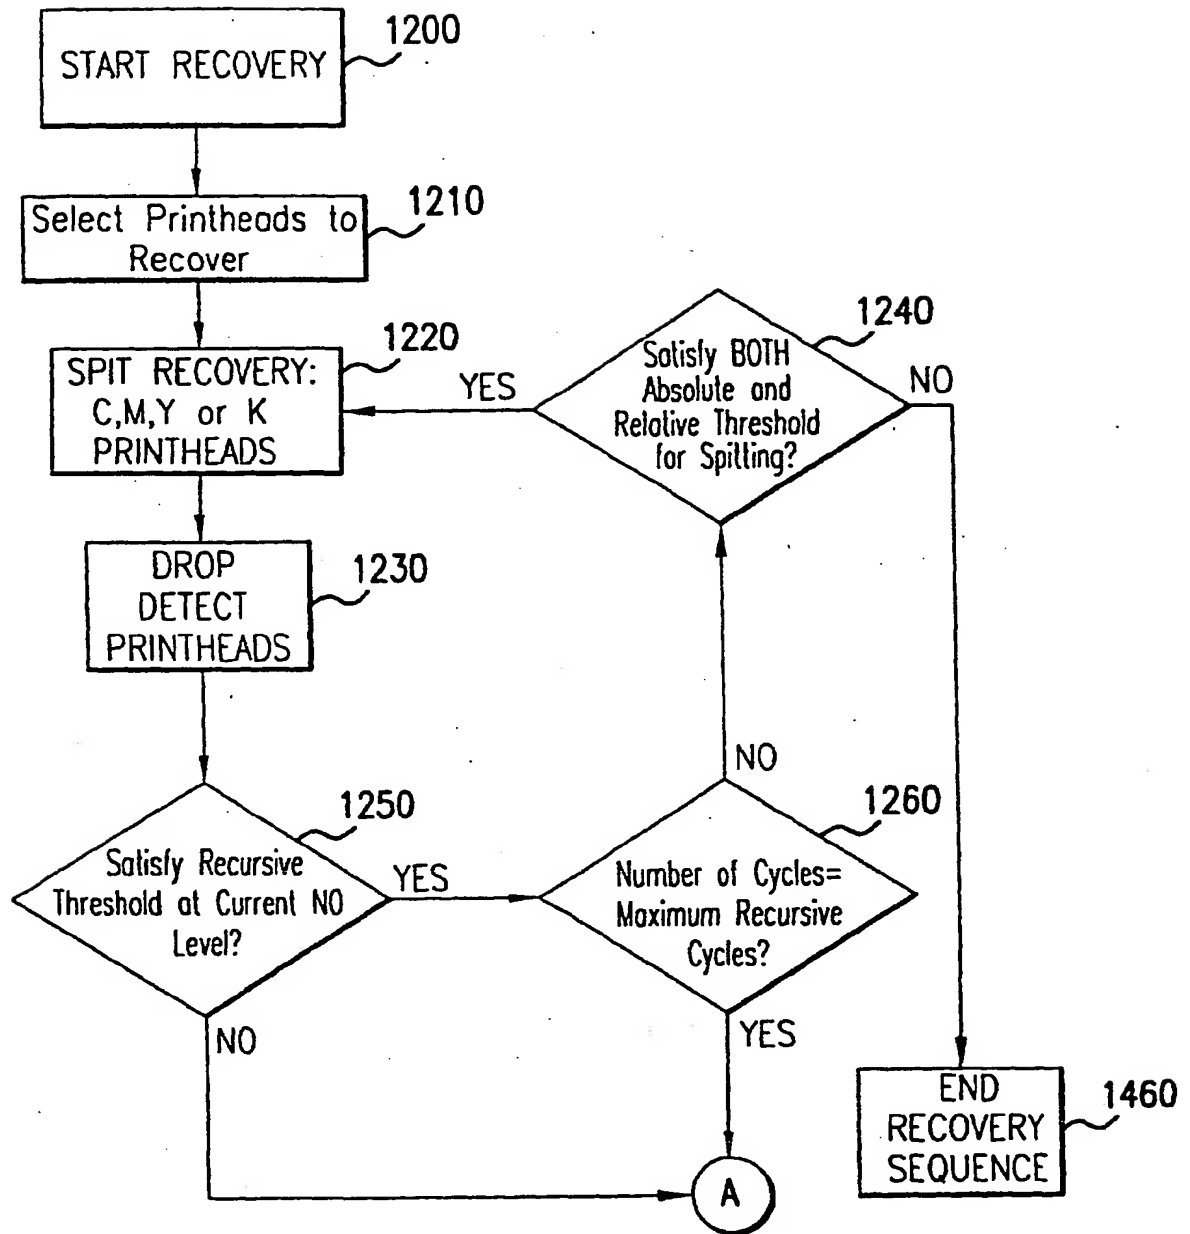 START RECOVERY
1200
Select Printheads to
Recover
1210
SPIT RECOVERY:
C,M,Y or K
PRINTHEADS
1220
YES
Satisfy BOTH
Absolute and
Relative Threshold
for Spitting?
1240
NO
DROP
DETECT
PRINTHEADS
1230
Satisfy Recursive
Threshold at Current NO
Level?
1250
YES
NO
NO
Number of Cycles=
Maximum Recursive
Cycles?
1260
YES
A
END
RECOVERY
SEQUENCE
1460